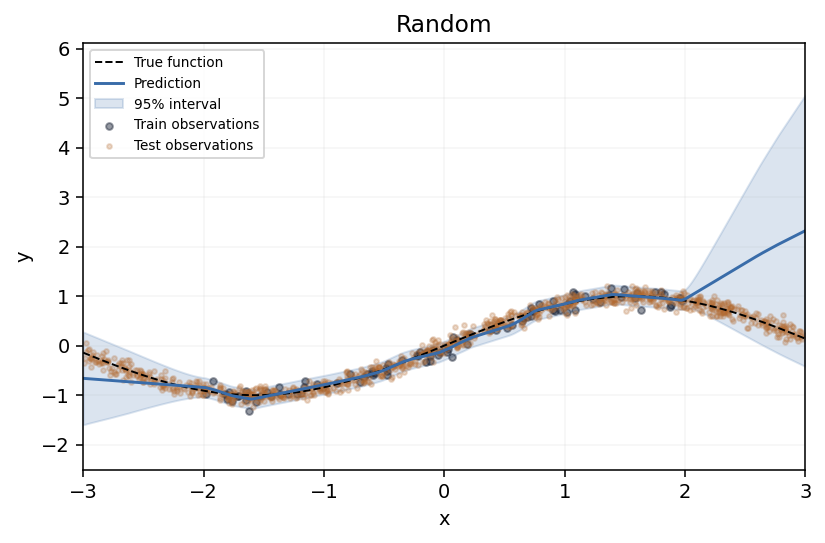 Random
True function
Prediction
95% interval
Train observations
Test observations
6
5
4
3
2
1
0
−1
−2
y
−3
−2
−1
0
1
2
3
x